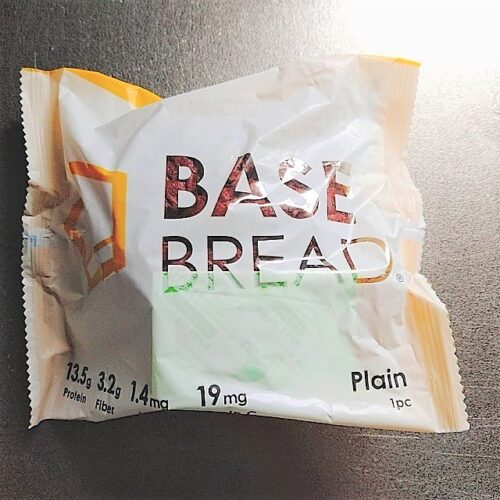 BASE
BREAD®
13.5g 3.2g 1.4mg 19mg
Protein Fiber
Plain
1pc